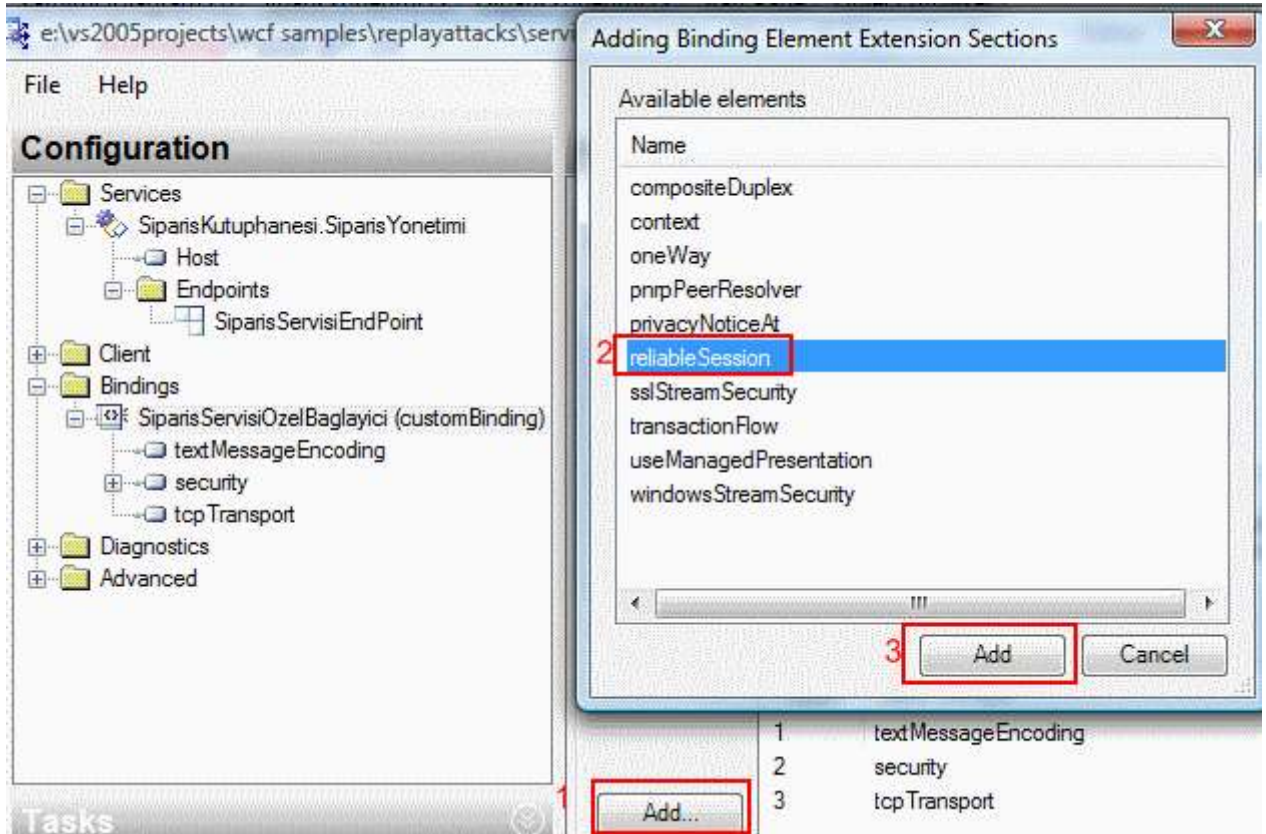 e:\vs2005projects\wcf samples\replayattacks\servi
File Help
Configuration
Services
SiparisKutuphanesi.SiparisYonetimi
Host
Endpoints
SiparisServisiEndPoint
Client
Bindings
SiparisServisiOzelBaglayici (customBinding)
textMessageEncoding
security
tcpTransport
Diagnostics
Advanced
Tasks
Adding Binding Element Extension Sections
Available elements
Name
compositeDuplex
context
oneWay
pnrpPeerResolver
privacyNoticeAt
2 reliableSession
sslStreamSecurity
transactionFlow
useManagedPresentation
windowsStreamSecurity
3 Add Cancel
1 textMessageEncoding
2 security
3 tcpTransport
1 Add...